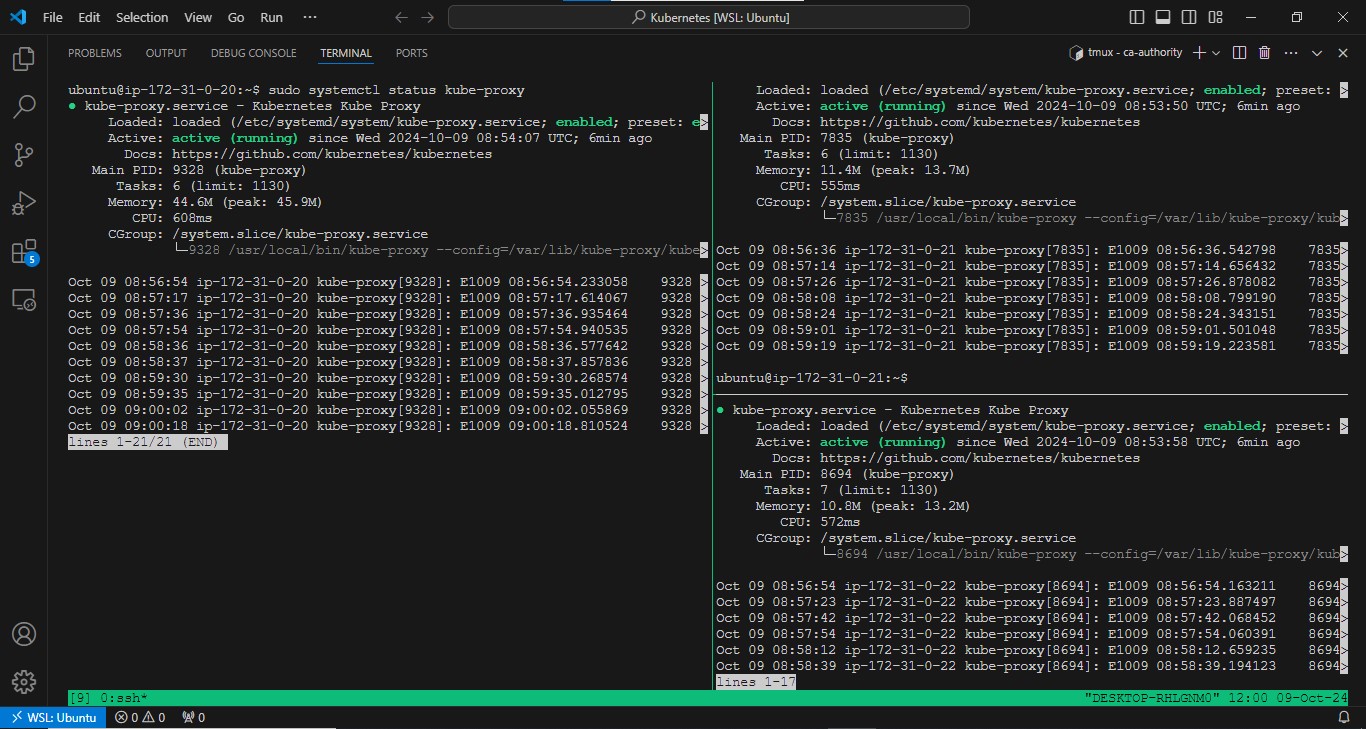 File Edit Selection View Go Run ···
Kubernetes [WSL: Ubuntu]
PROBLEMS OUTPUT DEBUG CONSOLE TERMINAL PORTS
tmux - ca-authority
5
ubuntu@ip-172-31-0-20:~$ sudo systemctl status kube-proxy
● kube-proxy.service - Kubernetes Kube Proxy
Loaded: loaded (/etc/systemd/system/kube-proxy.service; enabled; preset: e>
Active: active (running) since Wed 2024-10-09 08:54:07 UTC; 6min ago
Docs: https://github.com/kubernetes/kubernetes
Main PID: 9328 (kube-proxy)
Tasks: 6 (limit: 1130)
Memory: 44.6M (peak: 45.9M)
CPU: 608ms
CGroup: /system.slice/kube-proxy.service
└─9328 /usr/local/bin/kube-proxy --config=/var/lib/kube-proxy/kube>
Oct 09 08:56:54 ip-172-31-0-20 kube-proxy[9328]: E1009 08:56:54.233058 9328 >
Oct 09 08:57:17 ip-172-31-0-20 kube-proxy[9328]: E1009 08:57:17.614067 9328 >
Oct 09 08:57:36 ip-172-31-0-20 kube-proxy[9328]: E1009 08:57:36.935464 9328 >
Oct 09 08:57:54 ip-172-31-0-20 kube-proxy[9328]: E1009 08:57:54.940535 9328 >
Oct 09 08:58:36 ip-172-31-0-20 kube-proxy[9328]: E1009 08:58:36.577642 9328 >
Oct 09 08:58:37 ip-172-31-0-20 kube-proxy[9328]: E1009 08:58:37.857836 9328 >
Oct 09 08:59:30 ip-172-31-0-20 kube-proxy[9328]: E1009 08:59:30.268574 9328 >
Oct 09 08:59:35 ip-172-31-0-20 kube-proxy[9328]: E1009 08:59:35.012795 9328 >
Oct 09 09:00:02 ip-172-31-0-20 kube-proxy[9328]: E1009 09:00:02.055869 9328 >
Oct 09 09:00:18 ip-172-31-0-20 kube-proxy[9328]: E1009 09:00:18.810524 9328 >
lines 1-21/21 (END)
Loaded: loaded (/etc/systemd/system/kube-proxy.service; enabled; preset: >
Active: active (running) since Wed 2024-10-09 08:53:50 UTC; 6min ago
Docs: https://github.com/kubernetes/kubernetes
Main PID: 7835 (kube-proxy)
Tasks: 6 (limit: 1130)
Memory: 11.4M (peak: 13.7M)
CPU: 555ms
CGroup: /system.slice/kube-proxy.service
└─7835 /usr/local/bin/kube-proxy --config=/var/lib/kube-proxy/kub>
Oct 09 08:56:36 ip-172-31-0-21 kube-proxy[7835]: E1009 08:56:36.542798 7835>
Oct 09 08:57:14 ip-172-31-0-21 kube-proxy[7835]: E1009 08:57:14.656432 7835>
Oct 09 08:57:26 ip-172-31-0-21 kube-proxy[7835]: E1009 08:57:26.878082 7835>
Oct 09 08:58:08 ip-172-31-0-21 kube-proxy[7835]: E1009 08:58:08.799190 7835>
Oct 09 08:58:24 ip-172-31-0-21 kube-proxy[7835]: E1009 08:58:24.343151 7835>
Oct 09 08:59:01 ip-172-31-0-21 kube-proxy[7835]: E1009 08:59:01.501048 7835>
Oct 09 08:59:19 ip-172-31-0-21 kube-proxy[7835]: E1009 08:59:19.223581 7835>
ubuntu@ip-172-31-0-21:~$
● kube-proxy.service - Kubernetes Kube Proxy
Loaded: loaded (/etc/systemd/system/kube-proxy.service; enabled; preset: >
Active: active (running) since Wed 2024-10-09 08:53:58 UTC; 6min ago
Docs: https://github.com/kubernetes/kubernetes
Main PID: 8694 (kube-proxy)
Tasks: 7 (limit: 1130)
Memory: 10.8M (peak: 13.2M)
CPU: 572ms
CGroup: /system.slice/kube-proxy.service
└─8694 /usr/local/bin/kube-proxy --config=/var/lib/kube-proxy/kub>
Oct 09 08:56:54 ip-172-31-0-22 kube-proxy[8694]: E1009 08:56:54.163211 8694>
Oct 09 08:57:23 ip-172-31-0-22 kube-proxy[8694]: E1009 08:57:23.887497 8694>
Oct 09 08:57:42 ip-172-31-0-22 kube-proxy[8694]: E1009 08:57:42.068452 8694>
Oct 09 08:57:54 ip-172-31-0-22 kube-proxy[8694]: E1009 08:57:54.060391 8694>
Oct 09 08:58:12 ip-172-31-0-22 kube-proxy[8694]: E1009 08:58:12.659235 8694>
Oct 09 08:58:39 ip-172-31-0-22 kube-proxy[8694]: E1009 08:58:39.194123 8694>
lines 1-17
[9] 0:ssh* "DESKTOP-RHLGNM0" 12:00 09-Oct-24
WSL: Ubuntu 0 0 0